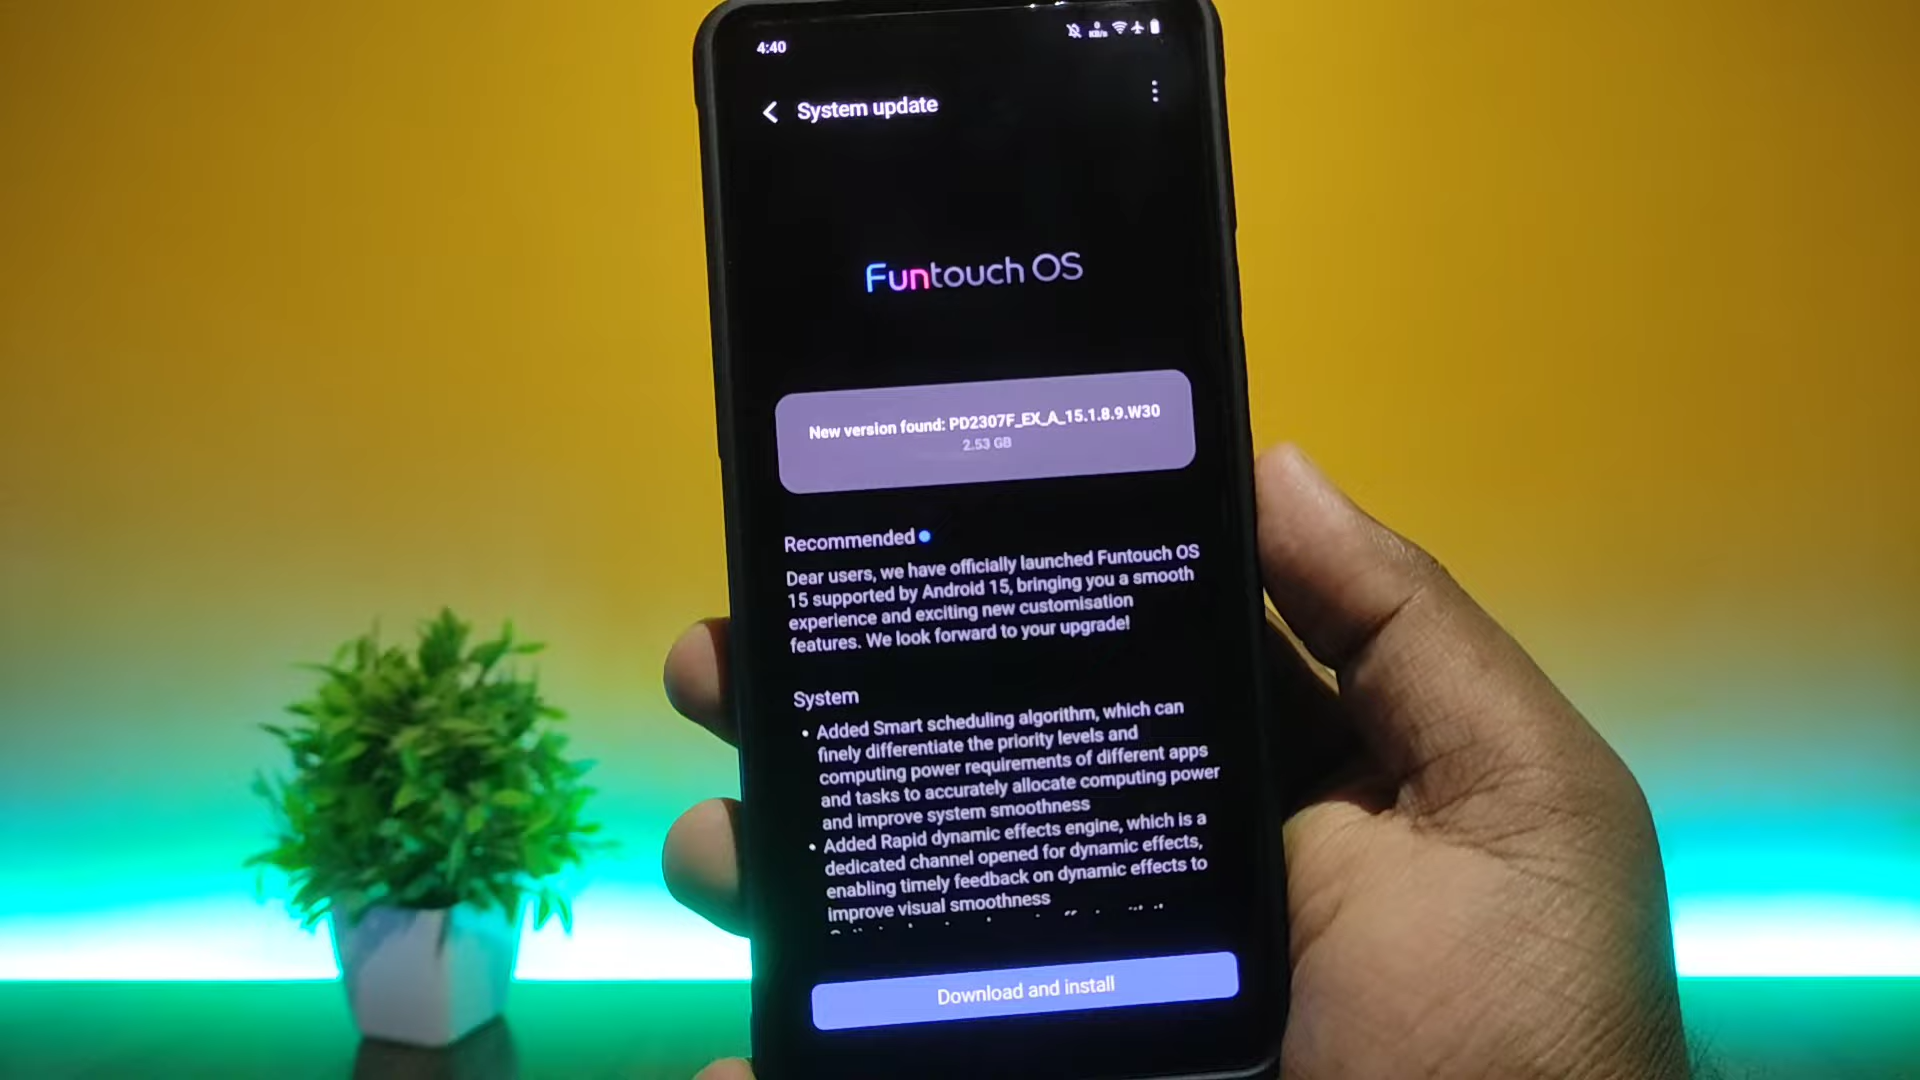 4:40
KB/s
System update
Funtouch OS
New version found: PD2307F_EX_A_15.1.8.9.W30
2.53 GB
Recommended
Dear users, we have officially launched Funtouch OS
15 supported by Android 15, bringing you a smooth
experience and exciting new customisation
features. We look forward to your upgrade!
System
• Added Smart scheduling algorithm, which can
finely differentiate the priority levels and
computing power requirements of different apps
and tasks to accurately allocate computing power
and improve system smoothness
• Added Rapid dynamic effects engine, which is a
dedicated channel opened for dynamic effects,
enabling timely feedback on dynamic effects to
improve visual smoothness
Download and install